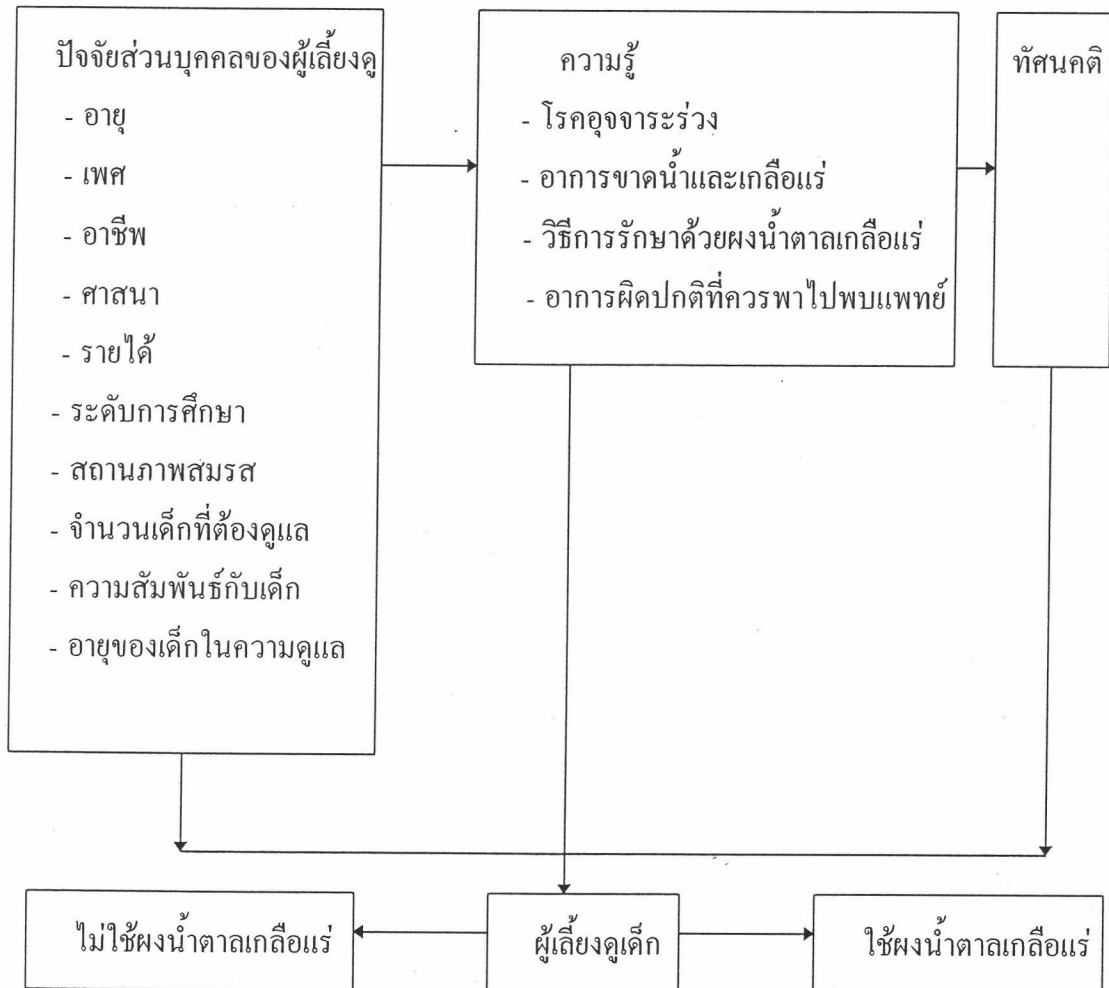 ปัจจัยส่วนบุคคลของผู้เลี้ยงดู
- อายุ
- เพศ
- อาชีพ
- ศาสนา
- รายได้
- ระดับการศึกษา
- สถานภาพสมรส
- จำนวนเด็กที่ต้องดูแล
- ความสัมพันธ์กับเด็ก
- อายุของเด็กในความดูแล
ความรู้
- โรคอุจจาระร่วง
- อาการขาดน้ำและเกลือแร่
- วิธีการรักษาด้วยผงน้ำตาลเกลือแร่
- อาการผิดปกติที่ควรพาไปพบแพทย์
ทัศนคติ
ไม่ใช้ผงน้ำตาลเกลือแร่
ผู้เลี้ยงดูเด็ก
ใช้ผงน้ำตาลเกลือแร่